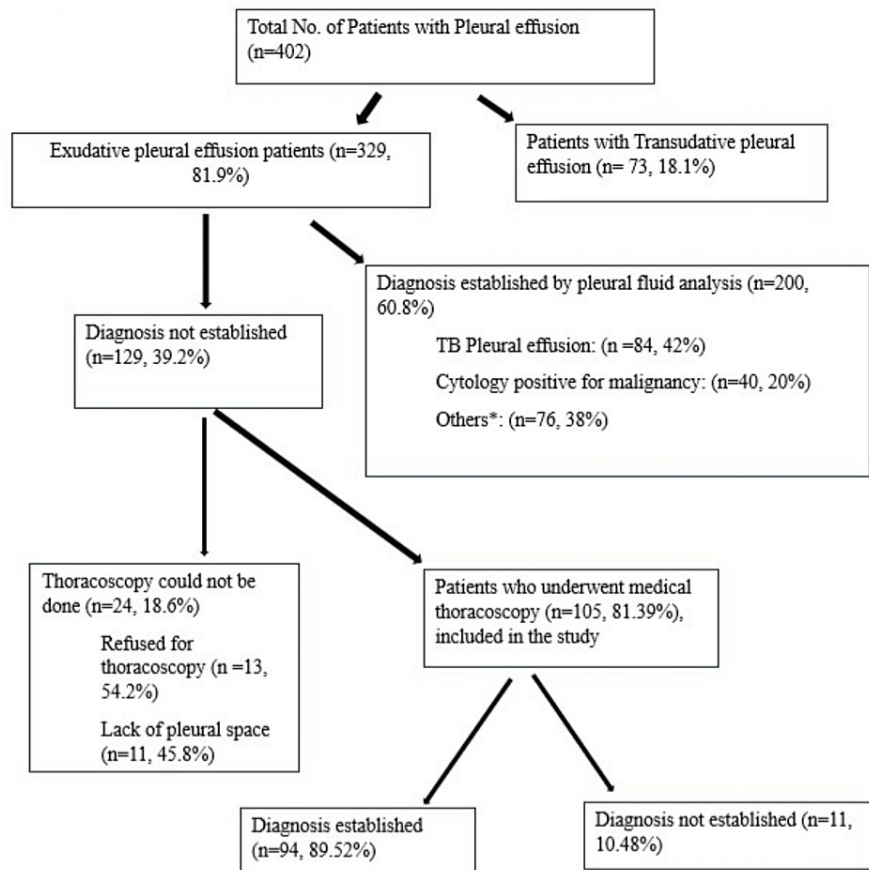 Total No. of Patients with Pleural effusion
(n=402)
Exudative pleural effusion patients (n=329,
81.9%)
Patients with Transudative pleural
effusion (n= 73, 18.1%)
Diagnosis established by pleural fluid analysis (n=200,
60.8%)
TB Pleural effusion: (n =84, 42%)
Cytology positive for malignancy: (n=40, 20%)
Others*: (n=76, 38%)
Diagnosis not established
(n=129, 39.2%)
Thoracoscopy could not be
done (n=24, 18.6%)
Refused for
thoracoscopy (n =13,
54.2%)
Lack of pleural space
(n=11, 45.8%)
Patients who underwent medical
thoracoscopy (n=105, 81.39%),
included in the study
Diagnosis established
(n=94, 89.52%)
Diagnosis not established (n=11,
10.48%)